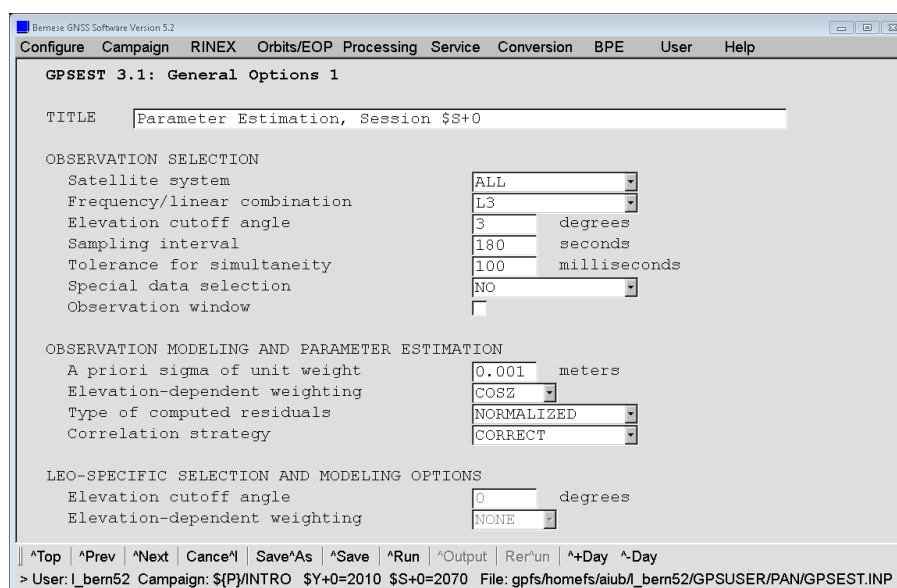 Bernese GNSS Software Version 5.2
Configure Campaign RINEX Orbits/EOP Processing Service Conversion BPE User Help
GPSEST 3.1: General Options 1
TITLE Parameter Estimation, Session $S+0
OBSERVATION SELECTION
Satellite system ALL
Frequency/linear combination L3
Elevation cutoff angle 3 degrees
Sampling interval 180 seconds
Tolerance for simultaneity 100 milliseconds
Special data selection NO
Observation window
OBSERVATION MODELING AND PARAMETER ESTIMATION
A priori sigma of unit weight 0.001 meters
Elevation-dependent weighting COSZ
Type of computed residuals NORMALIZED
Correlation strategy CORRECT
LEO-SPECIFIC SELECTION AND MODELING OPTIONS
Elevation cutoff angle 0 degrees
Elevation-dependent weighting NONE
^Top ^Prev ^Next Cance^l Save^As ^Save ^Run ^Output Rer^un ^+Day ^-Day
> User: l_bern52 Campaign: ${P}/INTRO $Y+0=2010 $S+0=2070 File: gpfs/homefs/aiub/l_bern52/GPSUSER/PAN/GPSEST.INP